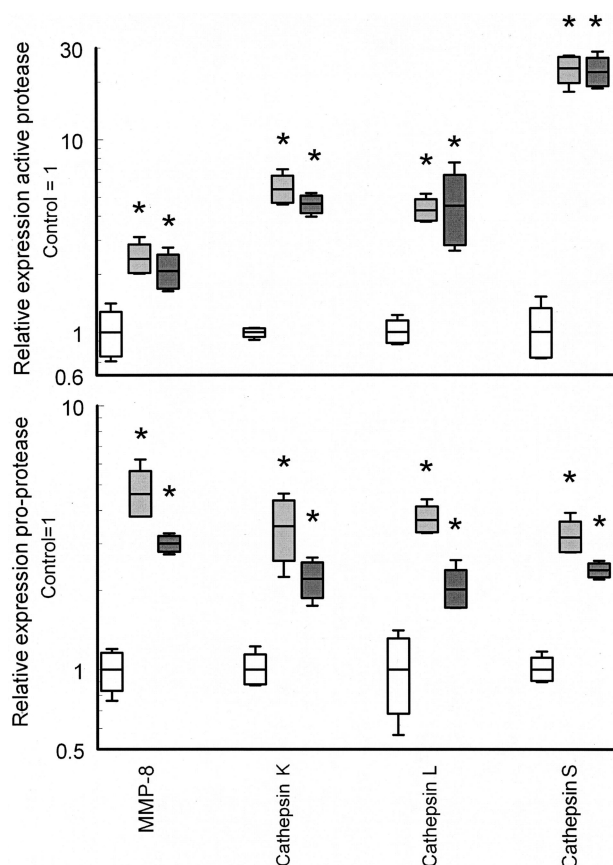 Relative expression active protease
Control = 1
* *
* *
* *
* *
30
10
1
0.6
Relative expression pro-protease
Control=1
* *
* *
* *
* *
10
1
0.5
MMP-8
Cathepsin K
Cathepsin L
Cathepsin S